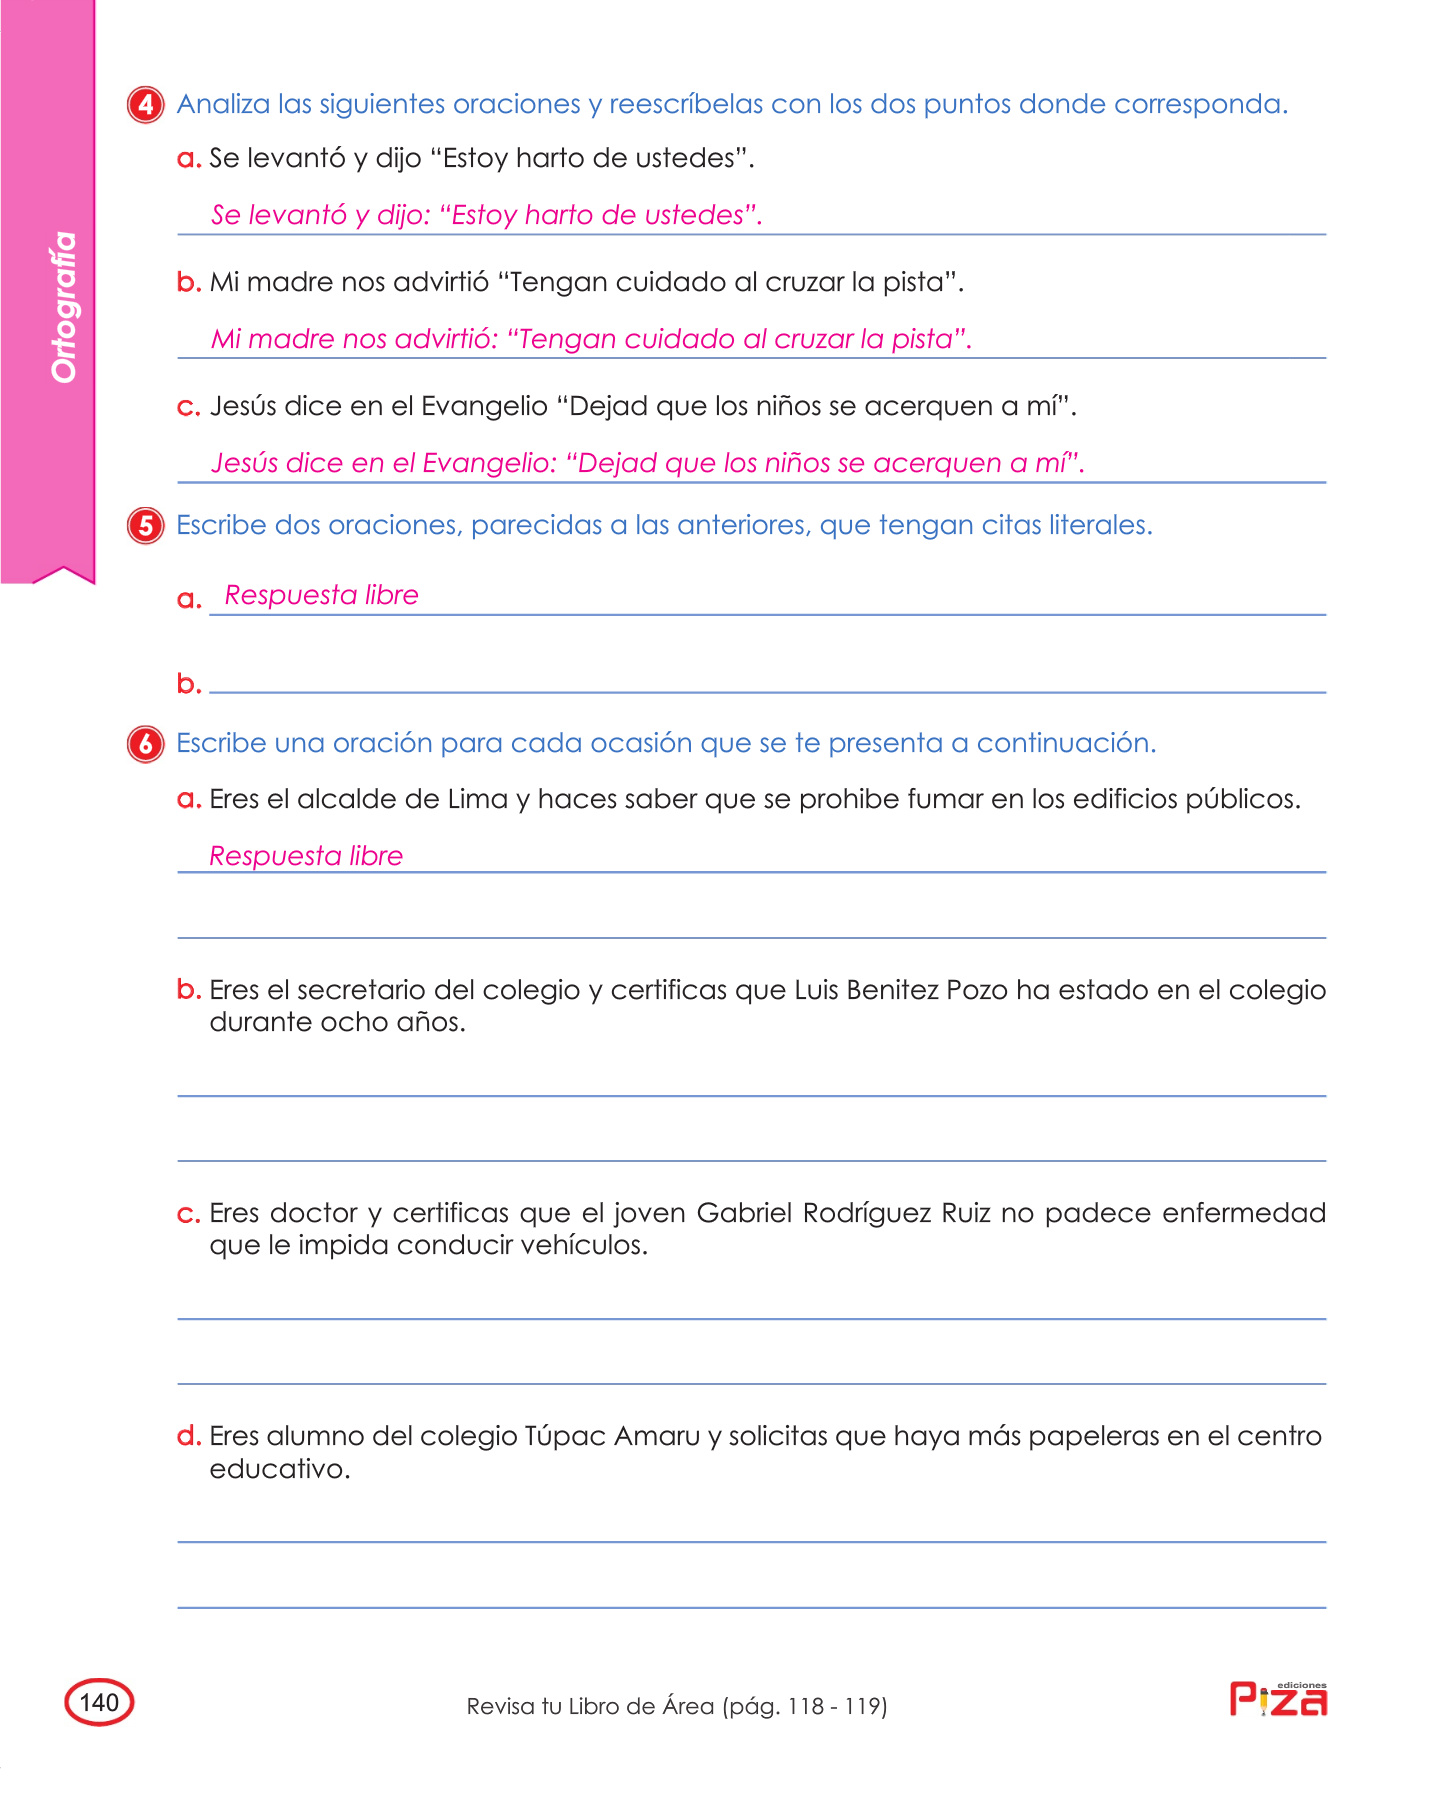 Ortografía
4 Analiza las siguientes oraciones y reescríbelas con los dos puntos donde corresponda.
a. Se levantó y dijo “Estoy harto de ustedes”.
Se levantó y dijo: “Estoy harto de ustedes”.
b. Mi madre nos advirtió “Tengan cuidado al cruzar la pista”.
Mi madre nos advirtió: “Tengan cuidado al cruzar la pista”.
c. Jesús dice en el Evangelio “Dejad que los niños se acerquen a mí”.
Jesús dice en el Evangelio: “Dejad que los niños se acerquen a mí”.
5 Escribe dos oraciones, parecidas a las anteriores, que tengan citas literales.
a. Respuesta libre
b.
6 Escribe una oración para cada ocasión que se te presenta a continuación.
a. Eres el alcalde de Lima y haces saber que se prohibe fumar en los edificios públicos.
Respuesta libre
b. Eres el secretario del colegio y certificas que Luis Benitez Pozo ha estado en el colegio
durante ocho años.
c. Eres doctor y certificas que el joven Gabriel Rodríguez Ruiz no padece enfermedad
que le impida conducir vehículos.
d. Eres alumno del colegio Túpac Amaru y solicitas que haya más papeleras en el centro
educativo.
140
Revisa tu Libro de Área (pág. 118 - 119)
ediciones
Piza